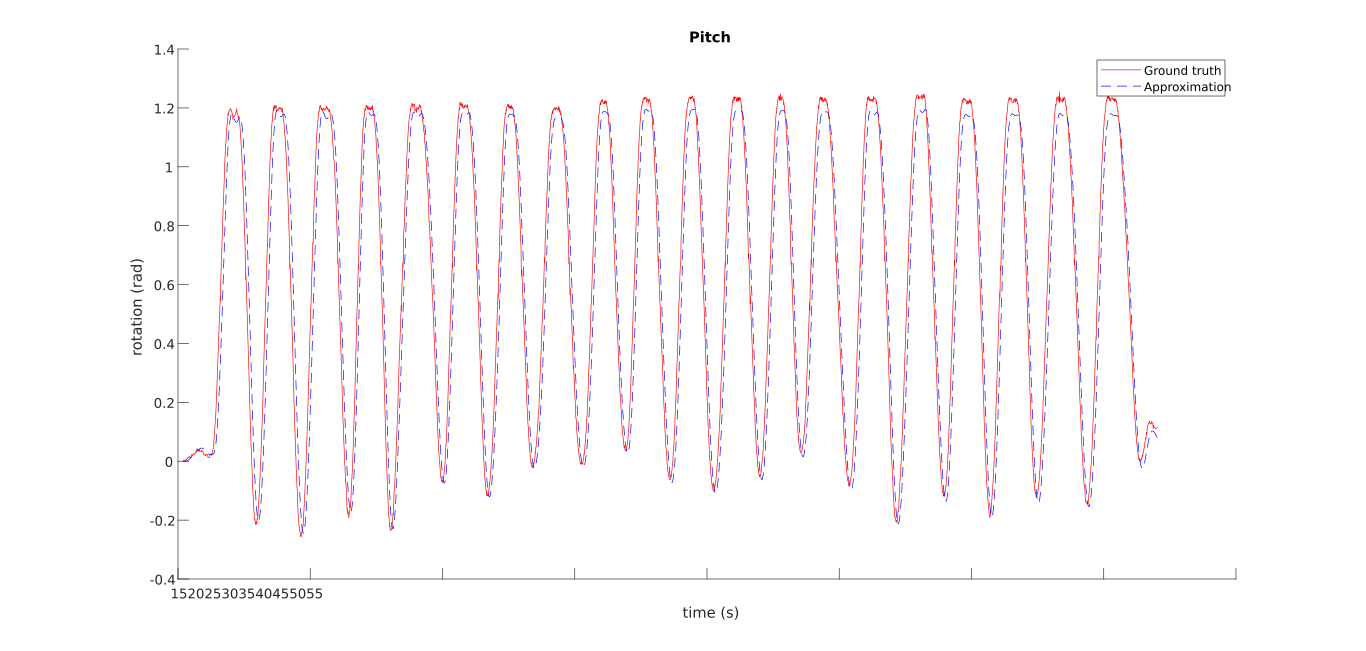 Pitch
1.4
Ground truth
Approximation
1.2
1
0.8
0.6
rotation (rad)
0.4
0.2
0
-0.2
-0.4
152025303540455055
time (s)